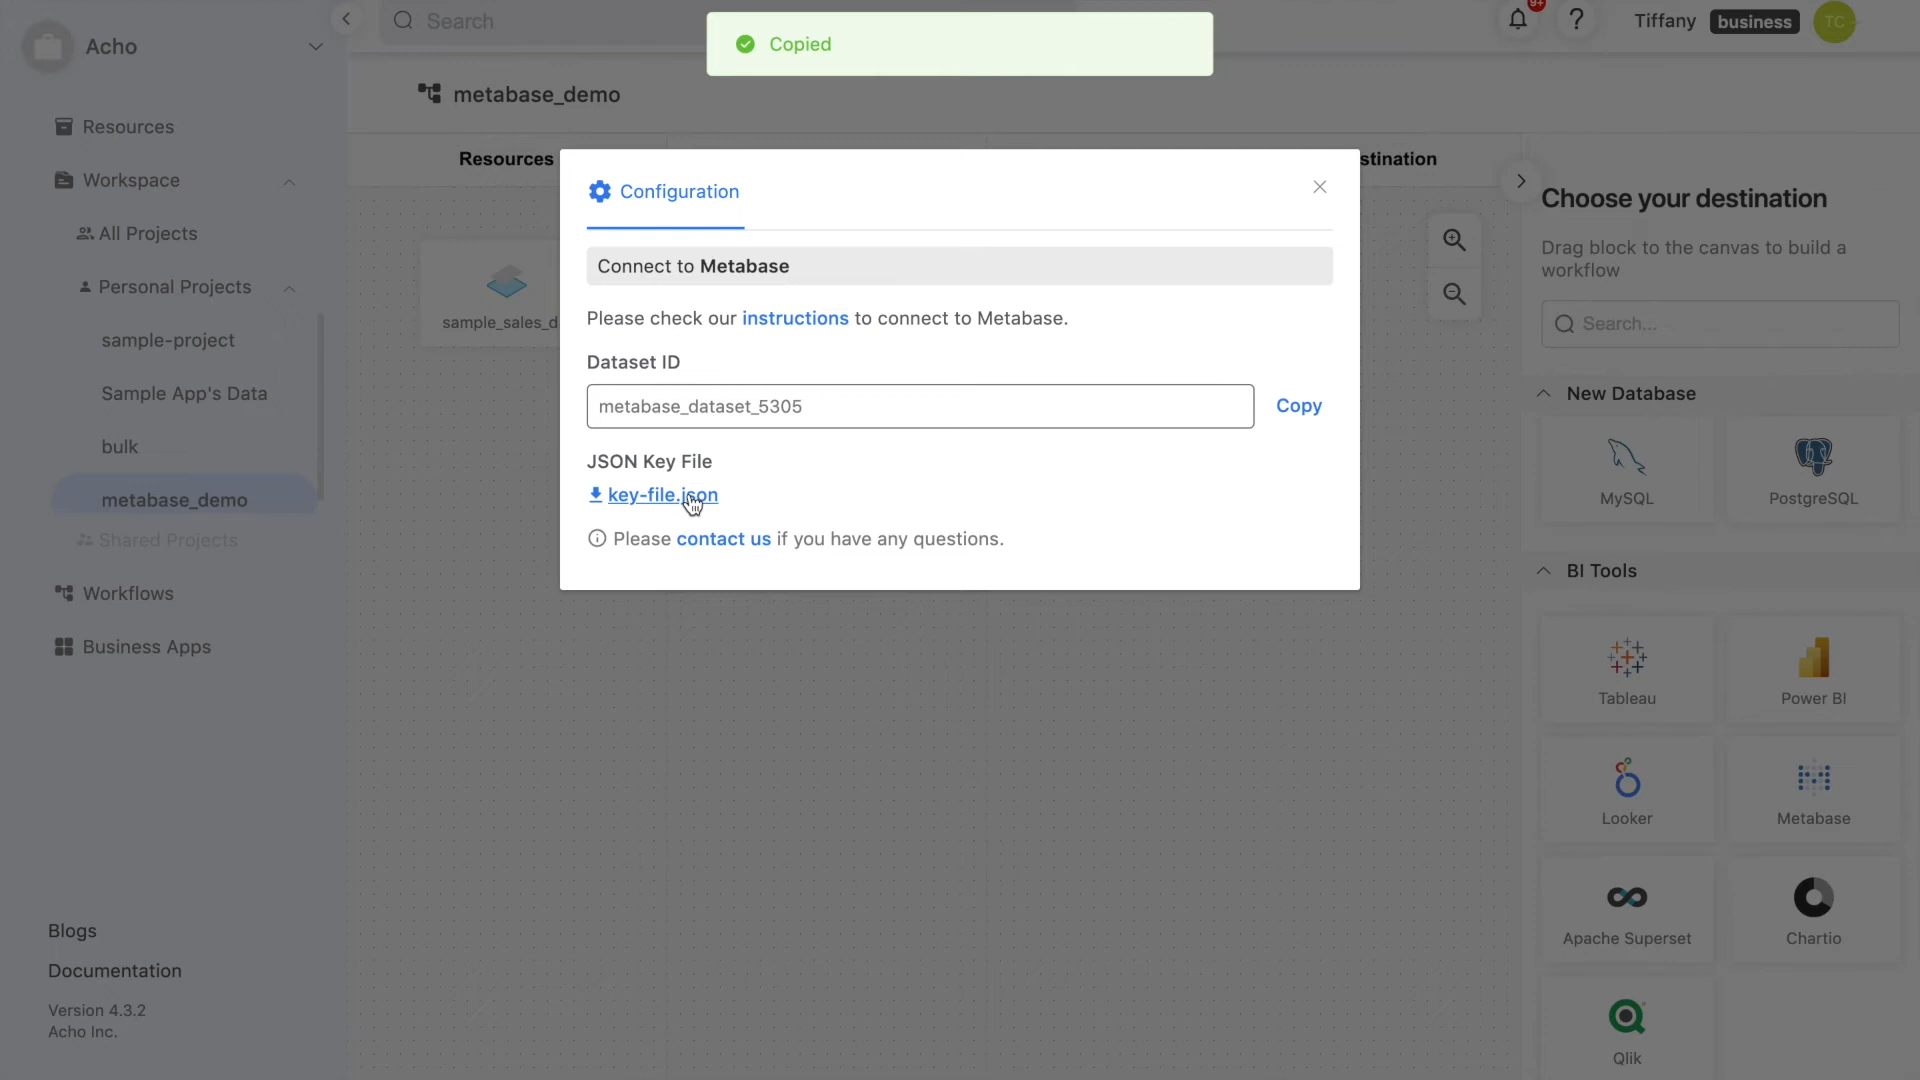 Acho
Search
Copied
9+
Tiffany
business
TC
Resources
Workspace
All Projects
Personal Projects
sample-project
Sample App's Data
bulk
metabase_demo
Shared Projects
Workflows
Business Apps
Blogs
Documentation
Version 4.3.2
Acho Inc.
metabase_demo
Resources
stination
sample_sales_d
Configuration
Connect to Metabase
Please check our instructions to connect to Metabase.
Dataset ID
metabase_dataset_5305
Copy
JSON Key File
key-file.json
Please contact us if you have any questions.
Choose your destination
Drag block to the canvas to build a
workflow
Search...
New Database
MySQL
PostgreSQL
BI Tools
Tableau
Power BI
Looker
Metabase
Apache Superset
Chartio
Qlik